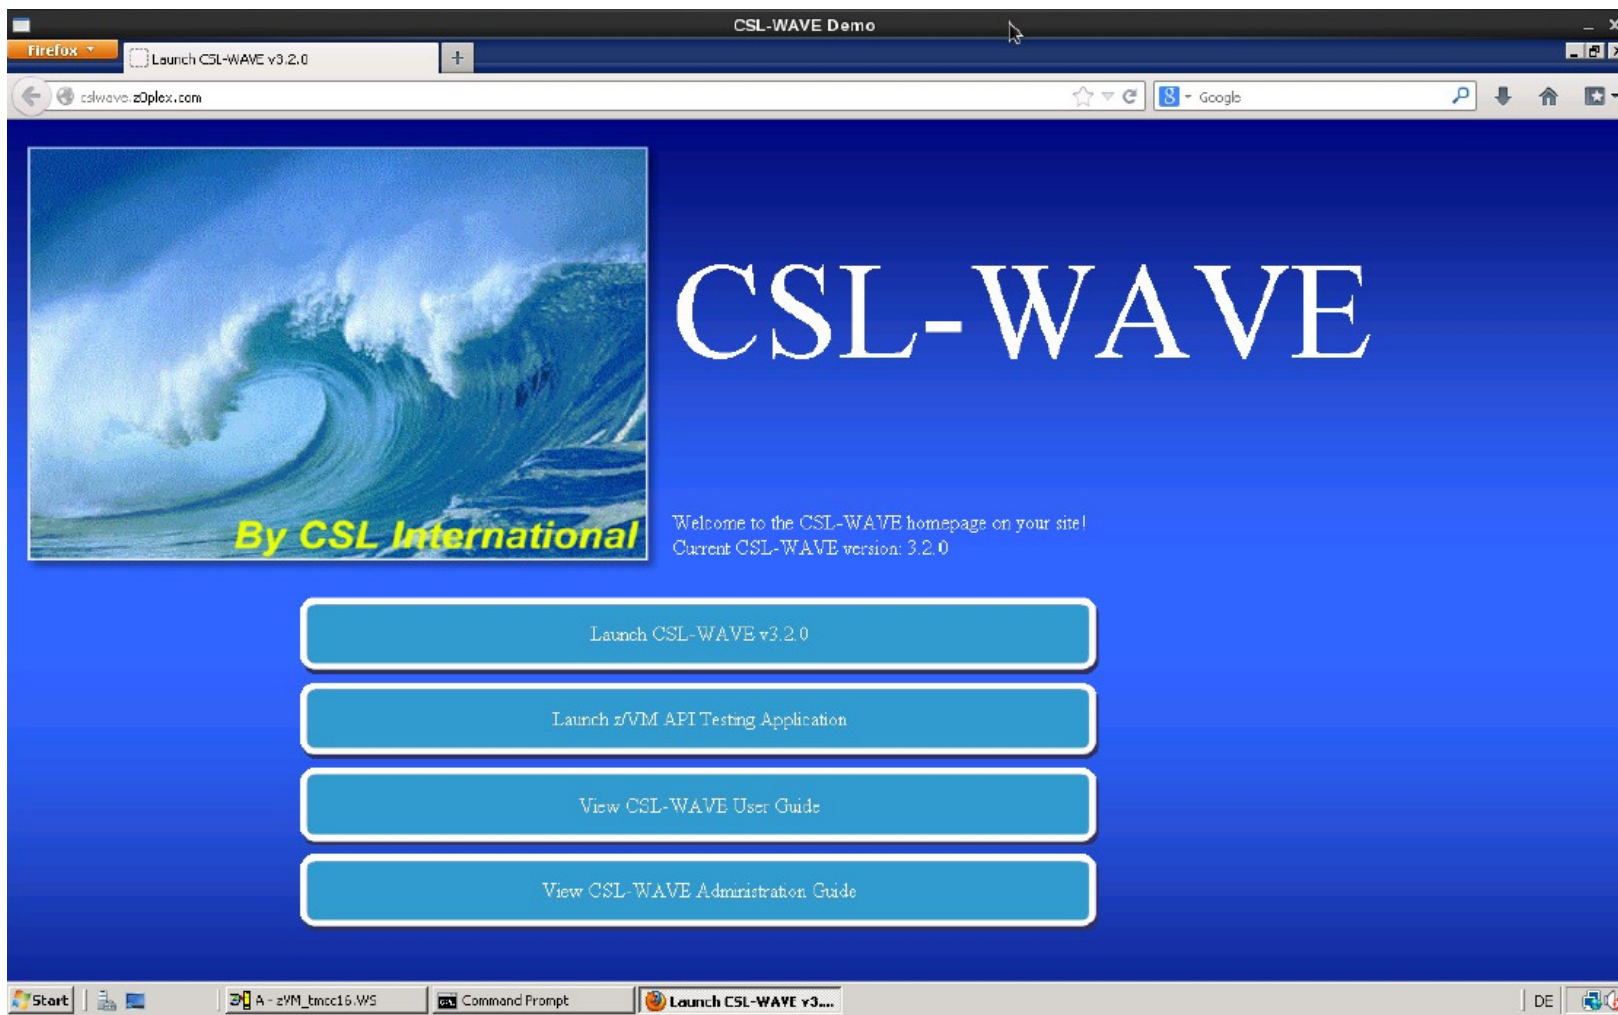 CSL-WAVE Demo
Firefox
Launch CSL-WAVE v3.2.0
cslwave.z0plex.com
Google
CSL-WAVE
By CSL International
Welcome to the CSL-WAVE homepage on your site!
Current CSL-WAVE version: 3.2.0
Launch CSL-WAVE v3.2.0
Launch z/VM API Testing Application
View CSL-WAVE User Guide
View CSL-WAVE Administration Guide
Start
A - zVM_tmcc16.WS
Command Prompt
Launch CSL-WAVE v3....
DE